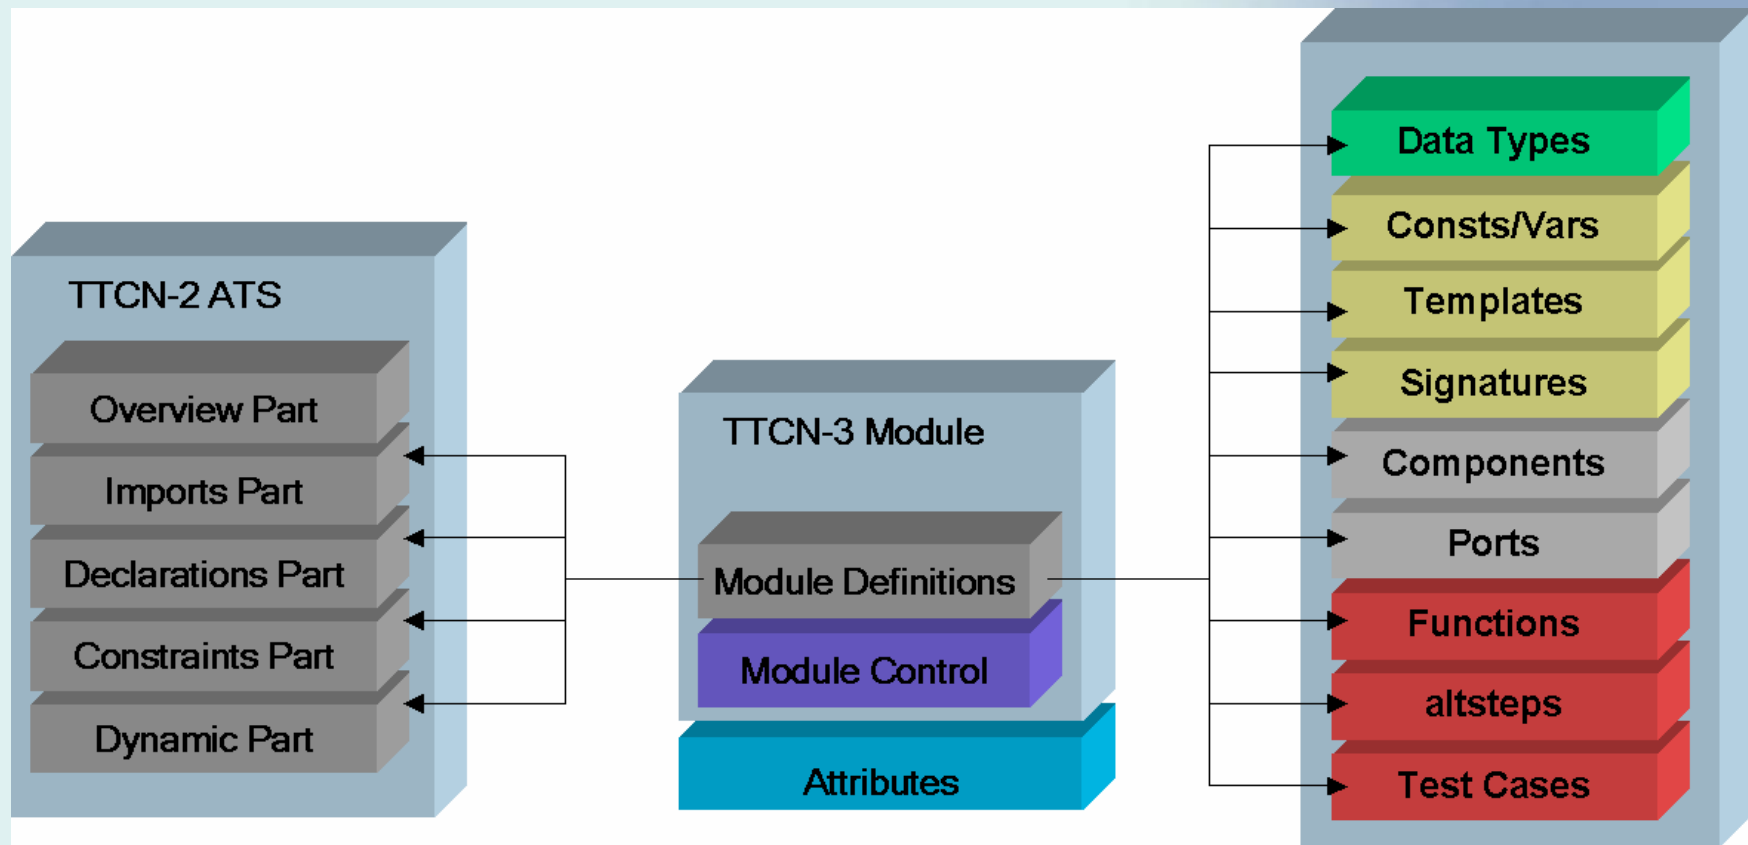 TTCN-2 ATS
Overview Part
Imports Part
Declarations Part
Constraints Part
Dynamic Part
TTCN-3 Module
Module Definitions
Module Control
Attributes
Data Types
Consts/Vars
Templates
Signatures
Components
Ports
Functions
altsteps
Test Cases